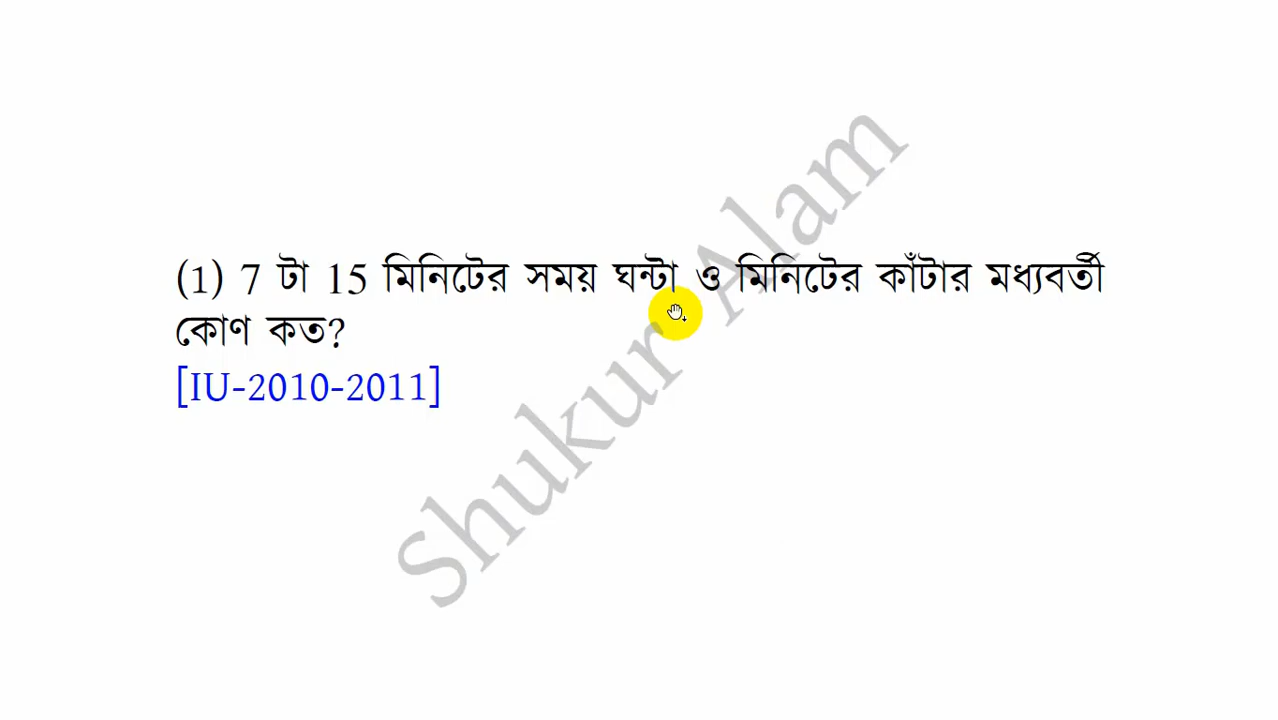 (1) 7 টা 15 মিনিটের সময় ঘন্টা ও মিনিটের কাঁটার মধ্যবর্তী
কোণ কত?
[IU-2010-2011]
Shukur Alam